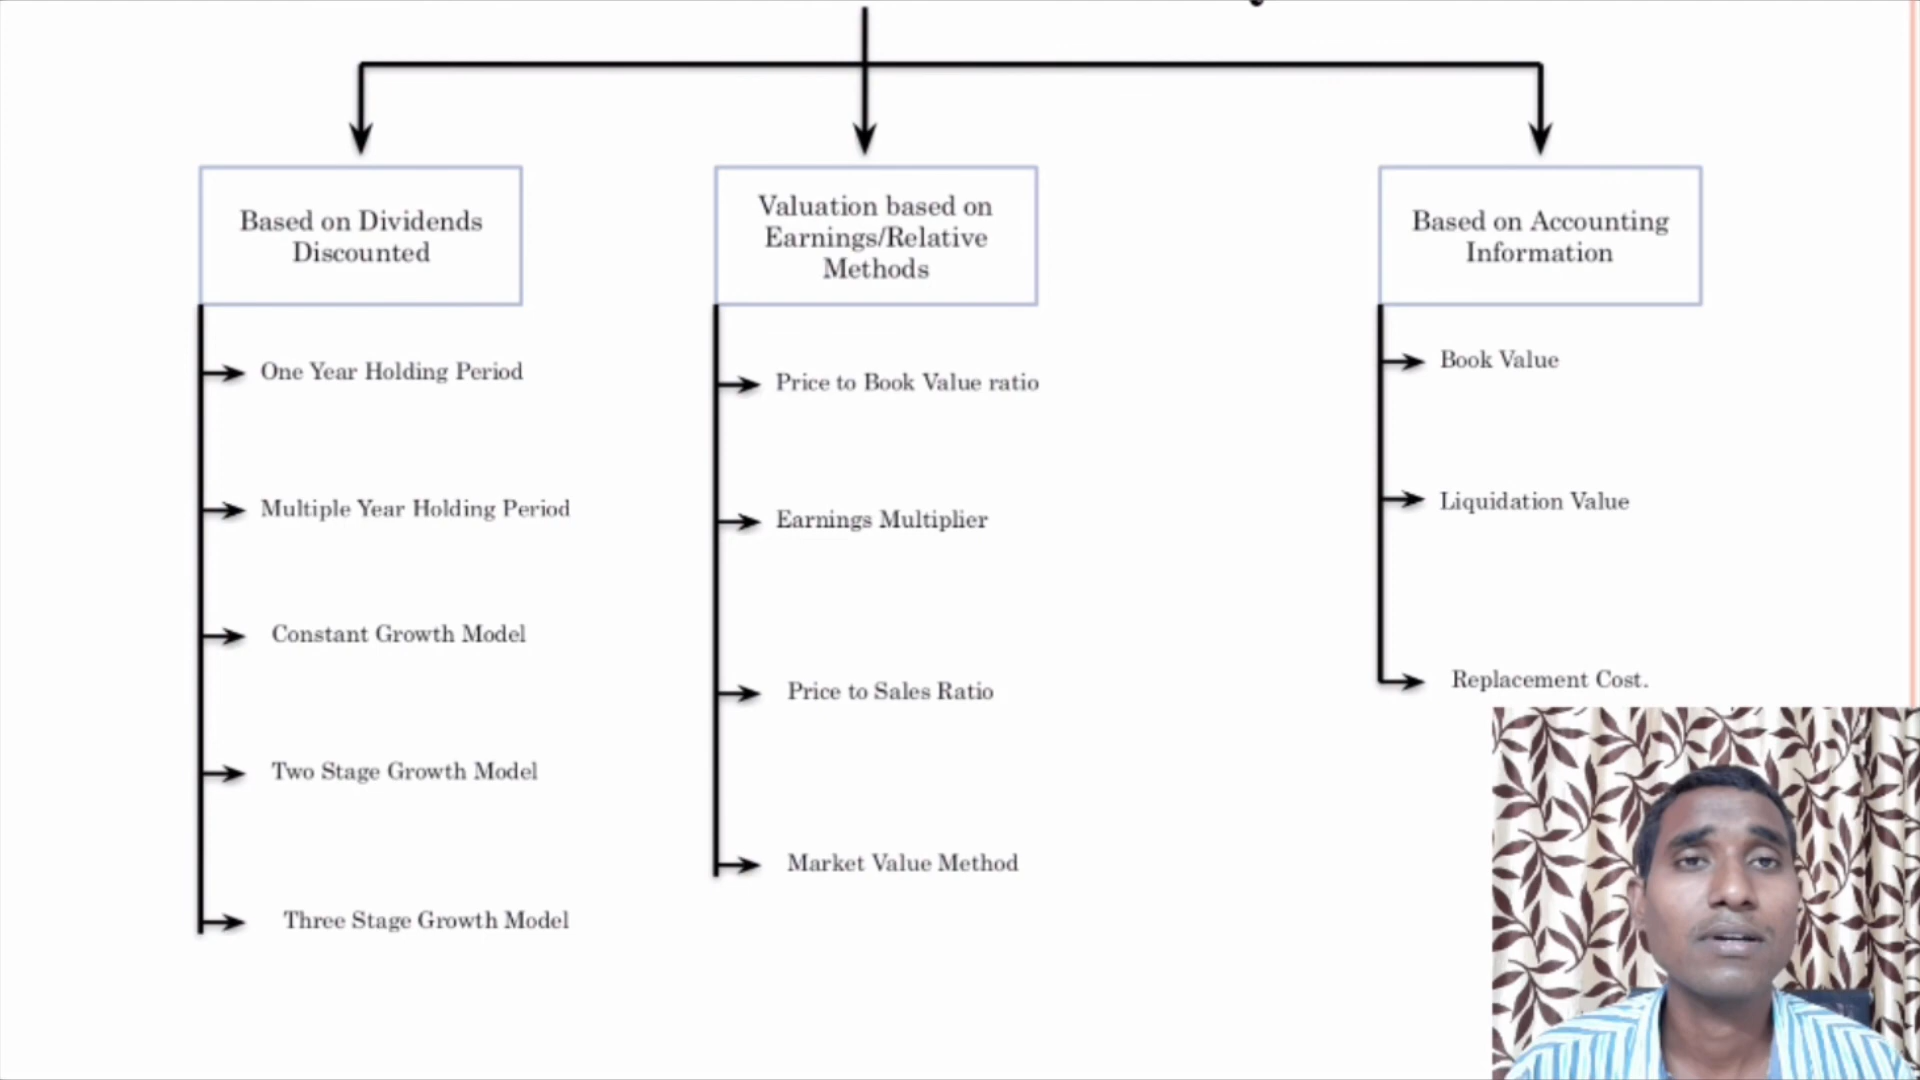 Based on Dividends
Discounted
One Year Holding Period
Multiple Year Holding Period
Constant Growth Model
Two Stage Growth Model
Three Stage Growth Model
Valuation based on
Earnings/Relative
Methods
Price to Book Value ratio
Earnings Multiplier
Price to Sales Ratio
Market Value Method
Based on Accounting
Information
Book Value
Liquidation Value
Replacement Cost.